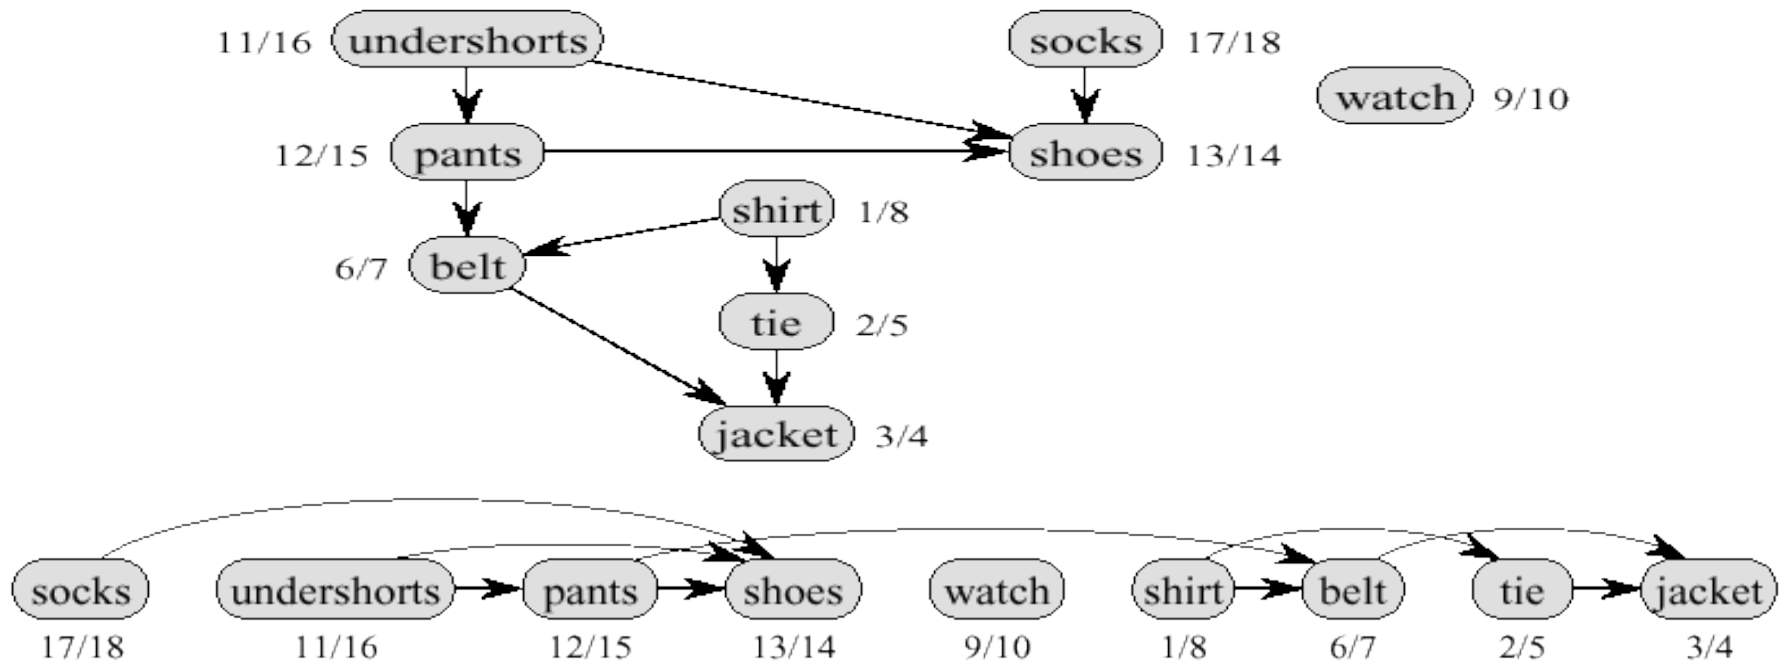 11/16 undershorts socks 17/18
watch 9/10
12/15 pants shoes 13/14
shirt 1/8
6/7 belt
tie 2/5
jacket 3/4
socks undershorts pants shoes watch shirt belt tie jacket
17/18 11/16 12/15 13/14 9/10 1/8 6/7 2/5 3/4